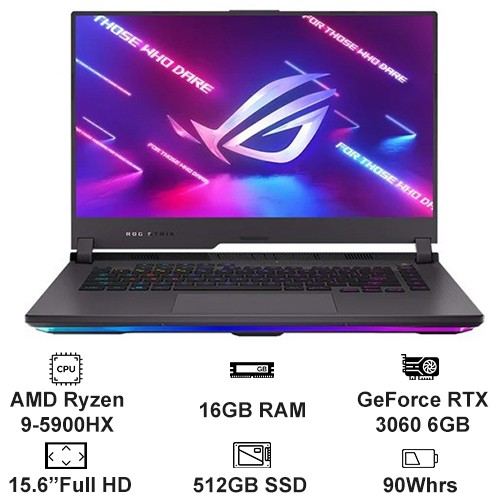 THOSE WHO DARE
FOR THOSE WHO DARE
FOR THOSE WHO DARE
ROG STRIX
CPU
GB
AMD Ryzen
9-5900HX
16GB RAM
GeForce RTX
3060 6GB
15.6”Full HD
512GB SSD
90Whrs